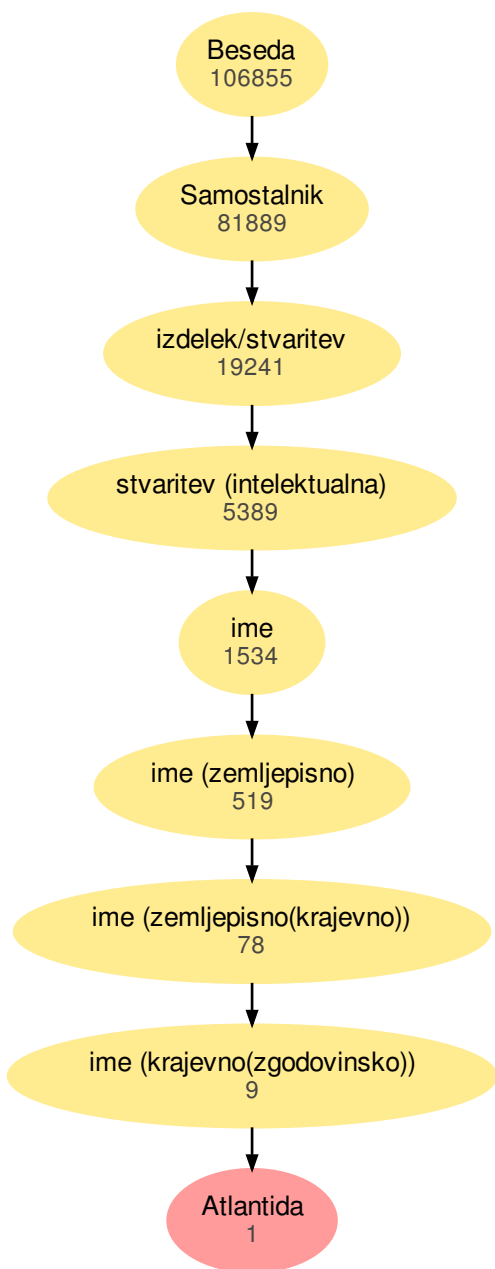 Beseda
106855
Samostalnik
81889
izdelek/stvaritev
19241
stvaritev (intelektualna)
5389
ime
1534
ime (zemljepisno)
519
ime (zemljepisno(krajevno))
78
ime (krajevno(zgodovinsko))
9
Atlantida
1